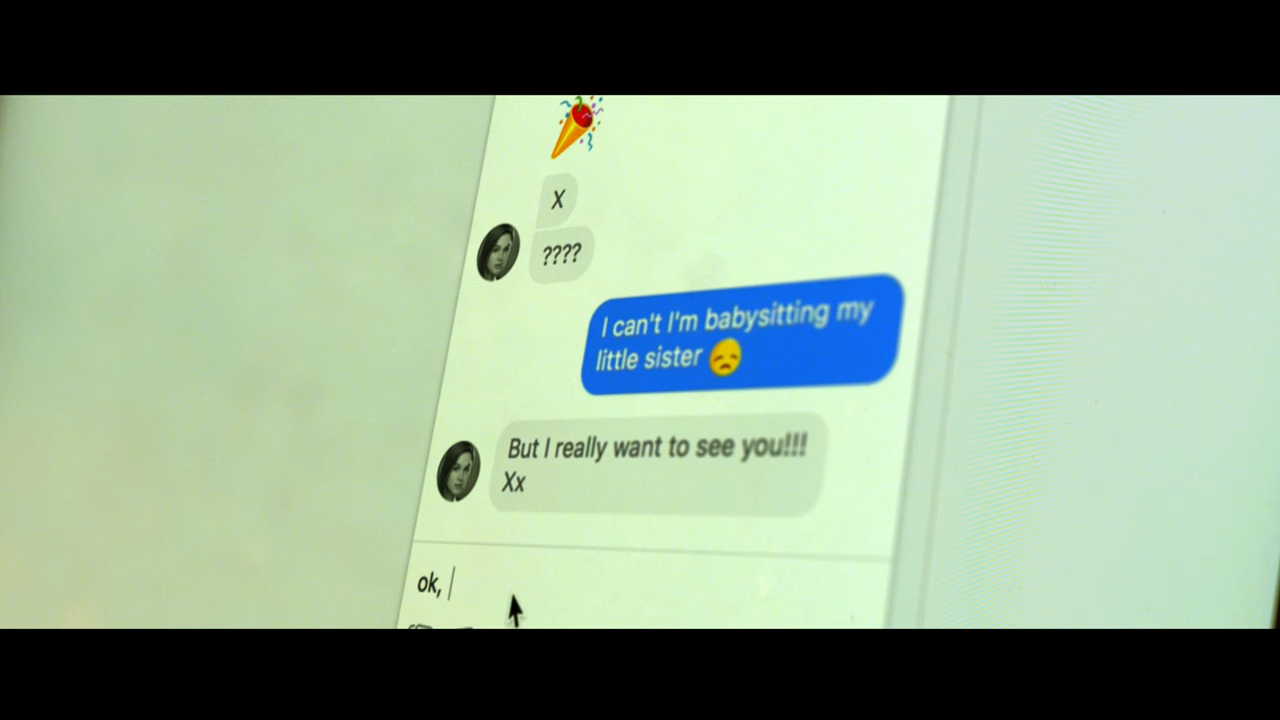 X
????
I can't I'm babysitting my
little sister 😞
But I really want to see you!!!
Xx
ok,